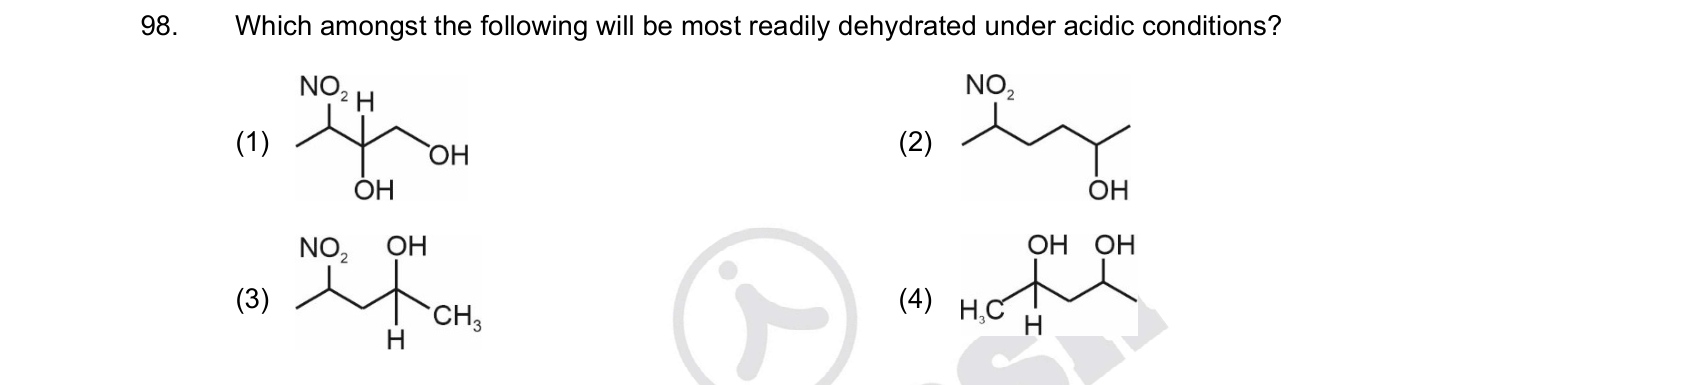 98. Which amongst the following will be most readily dehydrated under acidic conditions?
NO₂ H
(1) OH
OH
NO₂
(2)
OH
NO₂ OH
(3) CH₃
H
OH OH
(4) H₃C
H